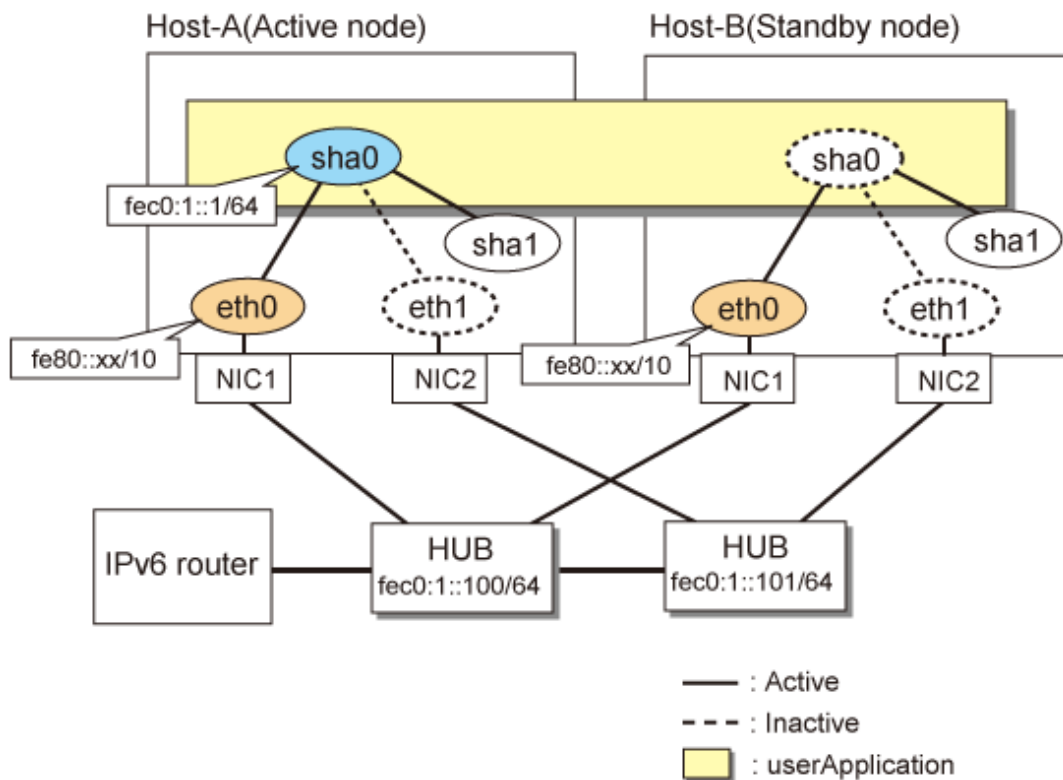 Host-A(Active node)
Host-B(Standby node)
sha0
sha0
fec0:1::1/64
sha1
sha1
eth0
eth1
eth0
eth1
fe80::xx/10
fe80::xx/10
NIC1
NIC2
NIC1
NIC2
IPv6 router
HUB
fec0:1::100/64
HUB
fec0:1::101/64
: Active
: Inactive
: userApplication